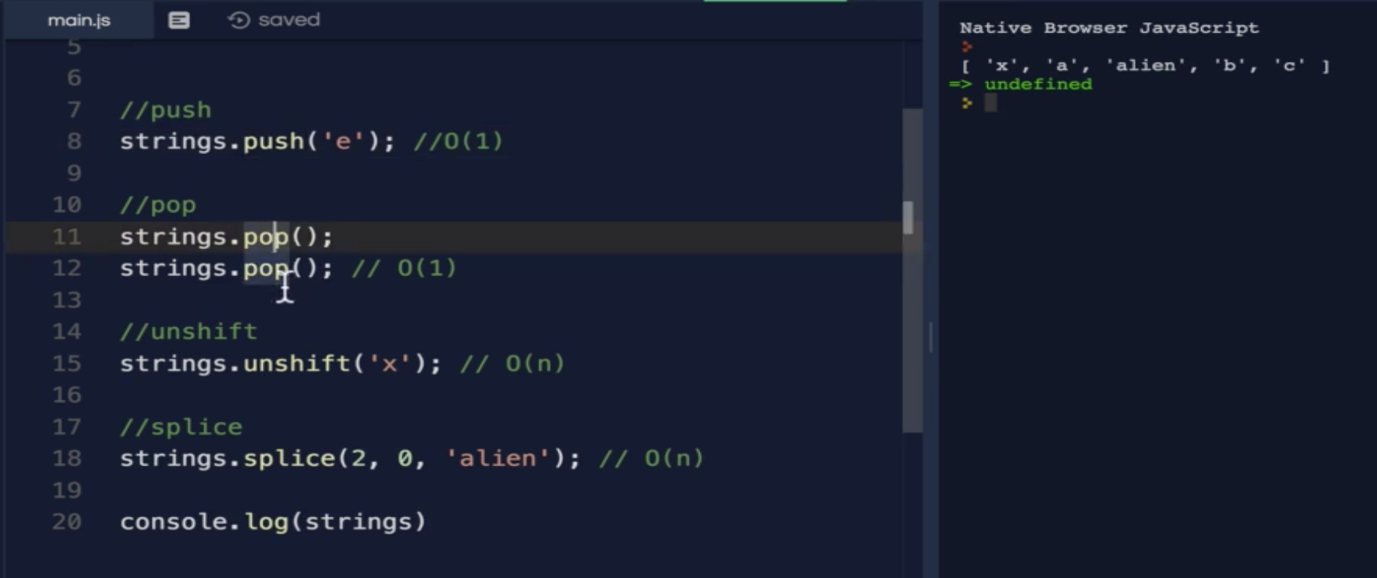 main.js saved
5
6
7 //push
8 strings.push('e'); //O(1)
9
10 //pop
11 strings.pop();
12 strings.pop(); // O(1)
13
14 //unshift
15 strings.unshift('x'); // O(n)
16
17 //splice
18 strings.splice(2, 0, 'alien'); // O(n)
19
20 console.log(strings)
Native Browser JavaScript
>
[ 'x', 'a', 'alien', 'b', 'c' ]
=> undefined
>